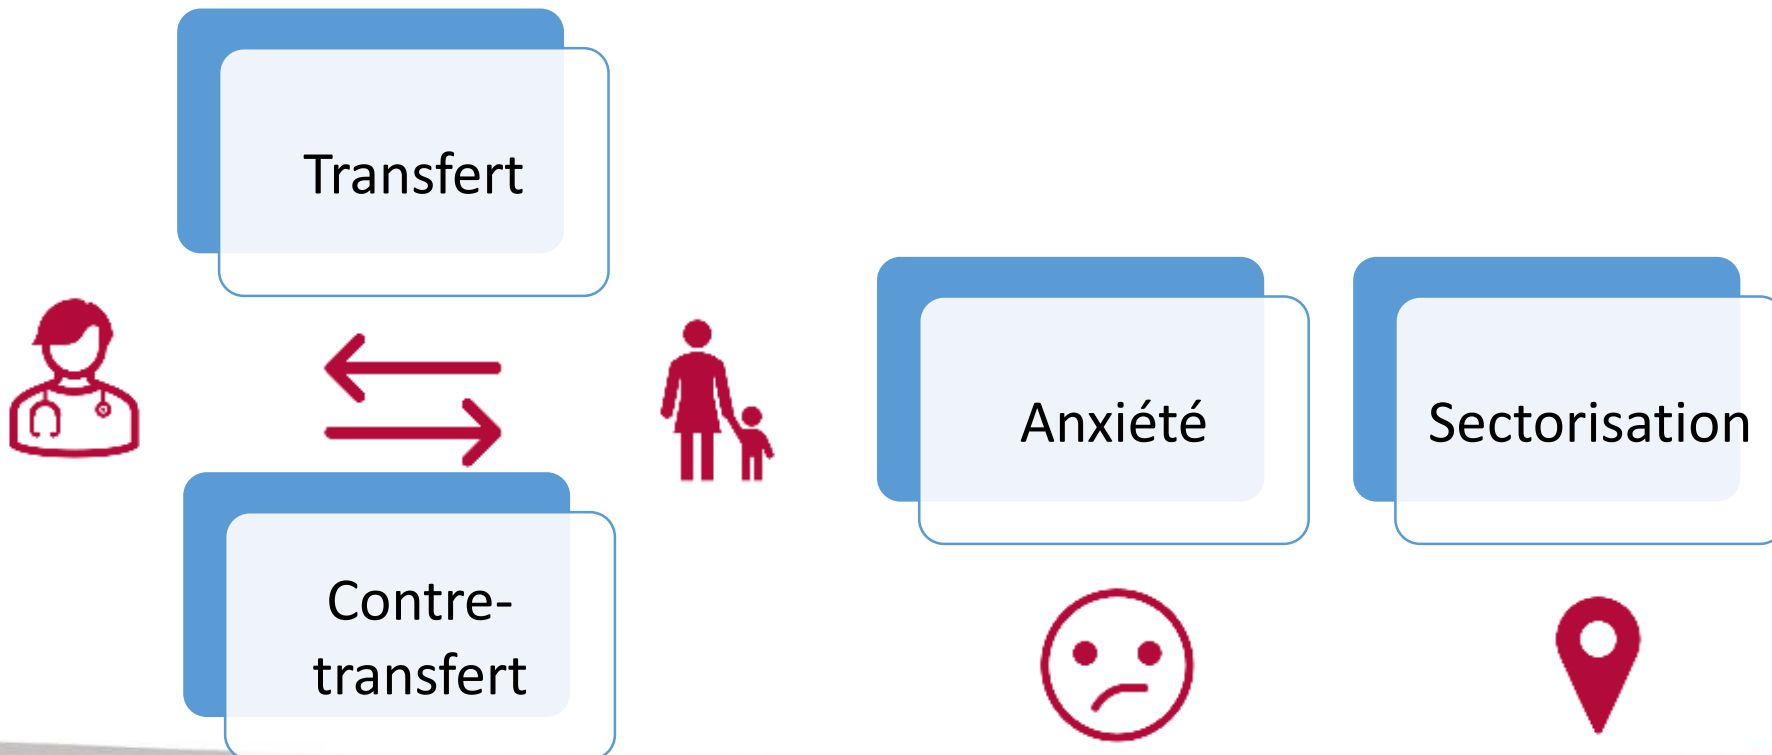 Transfert
Contre-
transfert
Anxiété
Sectorisation